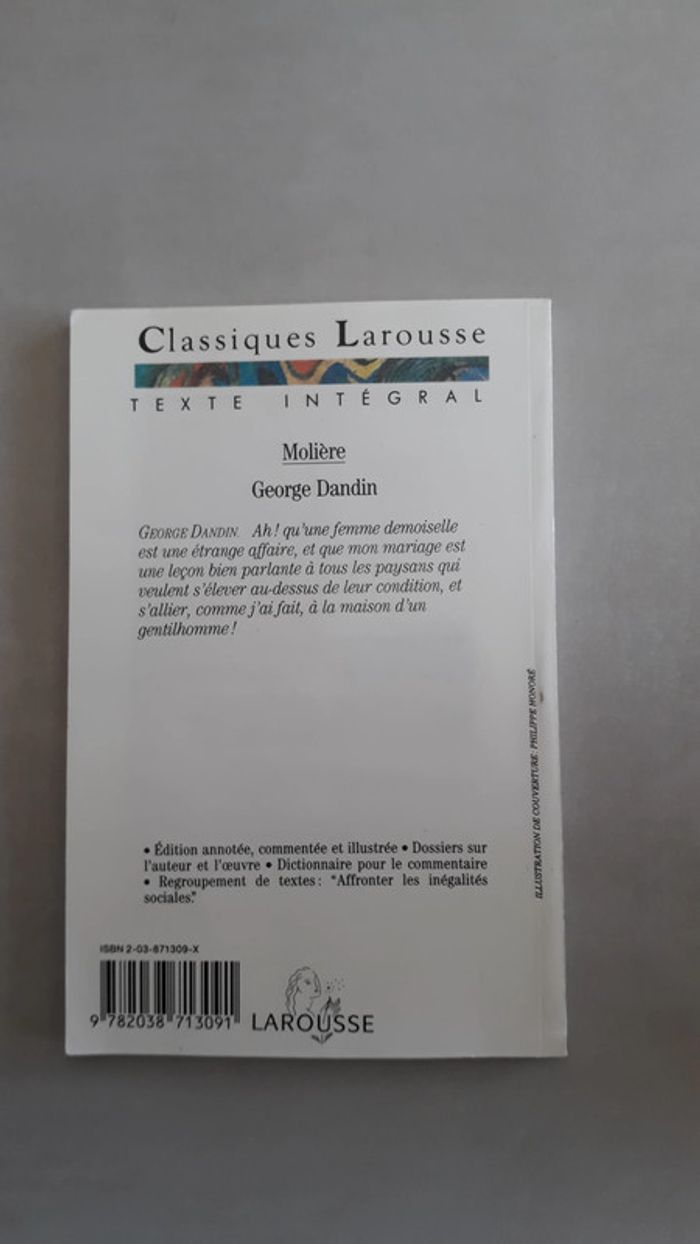 Classiques Larousse
TEXTE INTÉGRAL
Molière
George Dandin
GEORGE DANDIN. Ah! qu'une femme demoiselle
est une étrange affaire, et que mon mariage est
une leçon bien parlante à tous les paysans qui
veulent s'élever au-dessus de leur condition, et
s'allier, comme j'ai fait, à la maison d'un
gentilhomme!
ILLUSTRATION DE COUVERTURE: PHILIPPE HONORÉ
• Édition annotée, commentée et illustrée • Dossiers sur
l'auteur et l'œuvre • Dictionnaire pour le commentaire
• Regroupement de textes: "Affronter les inégalités
sociales."
ISBN 2-03-871309-X
9 782038 713091
LAROUSSE